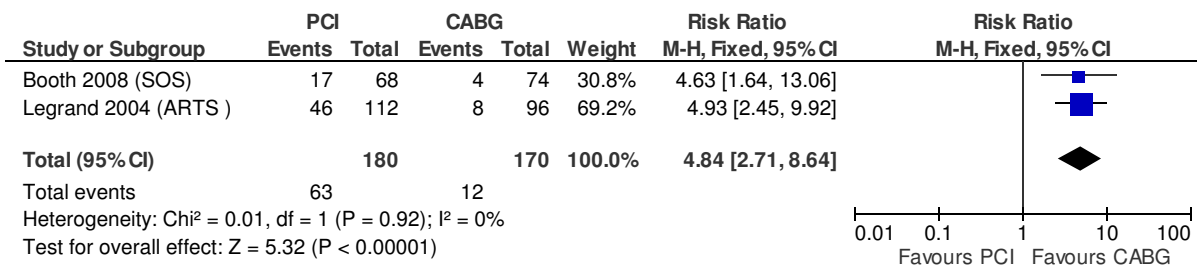 PCI CABG Risk Ratio Risk Ratio
Study or Subgroup Events Total Events Total Weight M-H, Fixed, 95% CI M-H, Fixed, 95% CI
Booth 2008 (SOS) 17 68 4 74 30.8% 4.63 [1.64, 13.06]
Legrand 2004 (ARTS ) 46 112 8 96 69.2% 4.93 [2.45, 9.92]
Total (95% CI) 180 170 100.0% 4.84 [2.71, 8.64]
Total events 63 12
Heterogeneity: Chi² = 0.01, df = 1 (P = 0.92); I² = 0%
Test for overall effect: Z = 5.32 (P < 0.00001)
0.01 0.1 1 10 100
Favours PCI Favours CABG